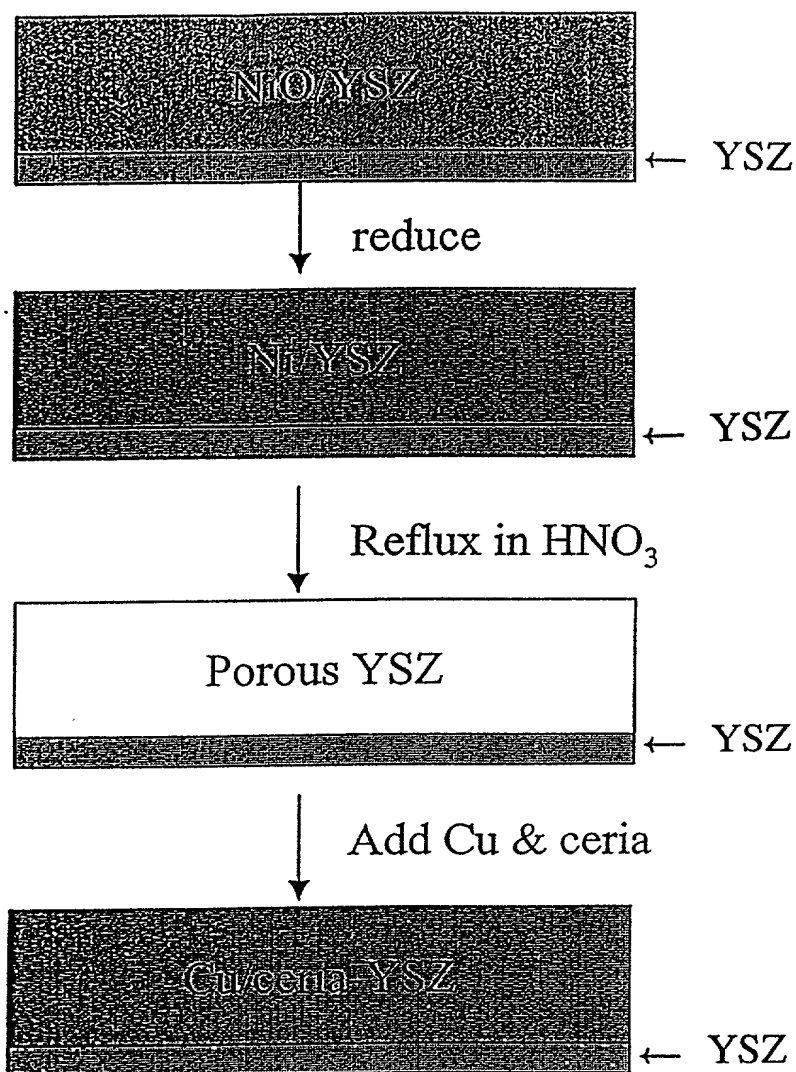 NiO/YSZ
← YSZ
reduce
Ni/YSZ
← YSZ
Reflux in HNO₃
Porous YSZ
← YSZ
Add Cu & ceria
Cu/ceria-YSZ
← YSZ